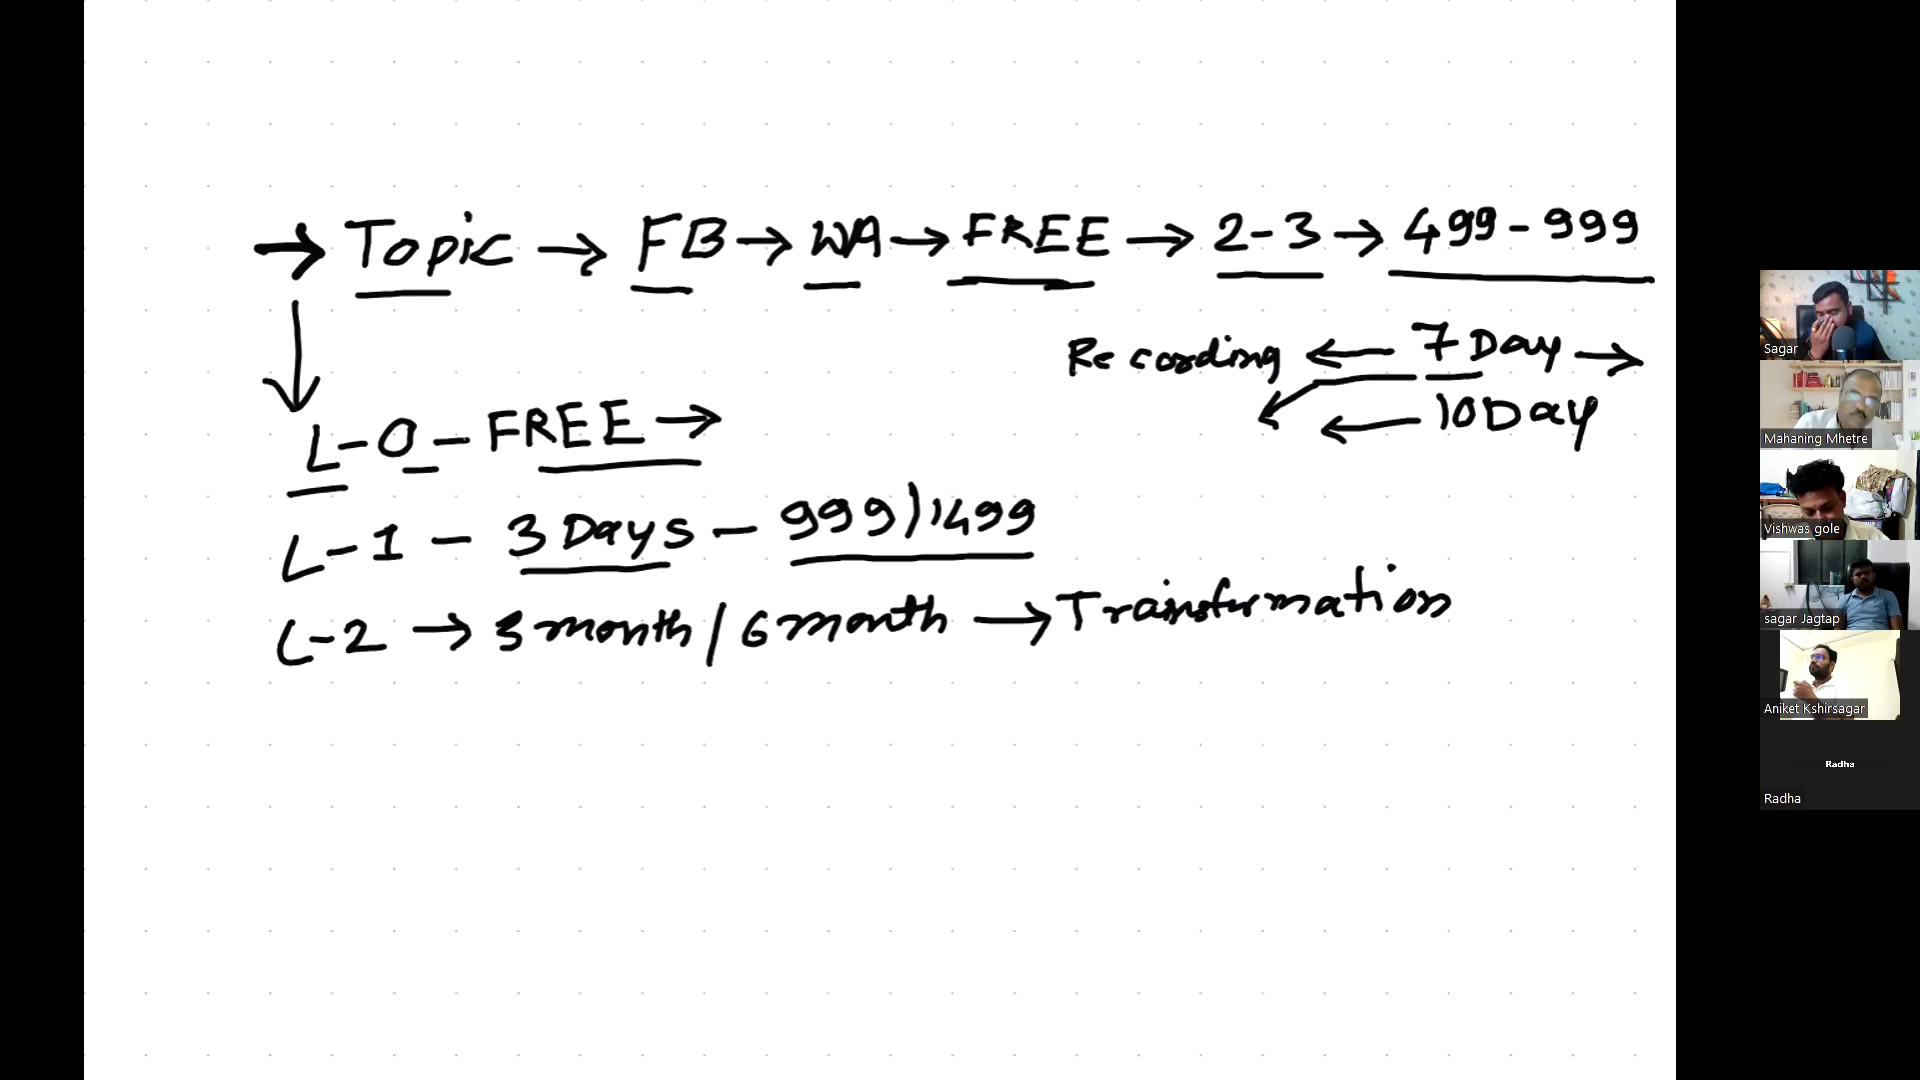 → Topic → FB → WA → FREE → 2-3 → 499-999
Recording ← 7 Day →
← 10 Day
L-0 - FREE →
L-1 - 3 Days - 999/1499
L-2 → 3 month / 6 month → Transformation
Sagar
Mahaning Mhetre
Vishwas gole
sagar Jagtap
Aniket Kshirsagar
Radha
Radha